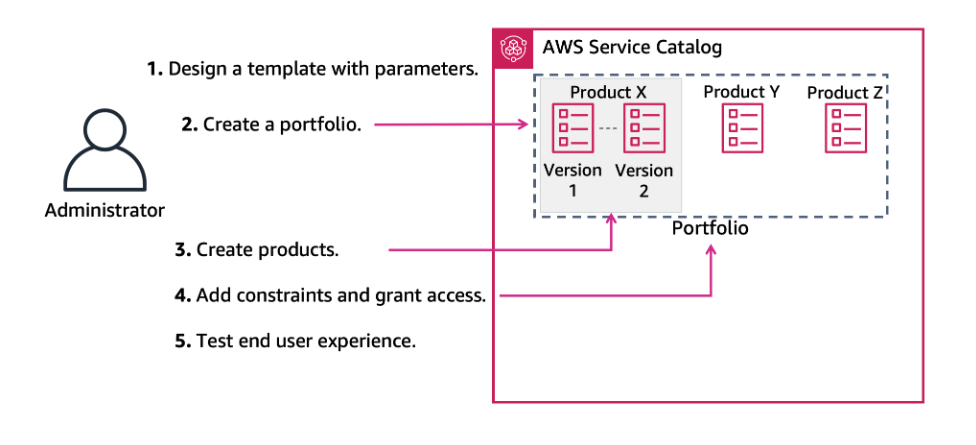 AWS Service Catalog
1. Design a template with parameters.
Product X
Product Y
Product Z
2. Create a portfolio.
Version
1
Version
2
Administrator
Portfolio
3. Create products.
4. Add constraints and grant access.
5. Test end user experience.